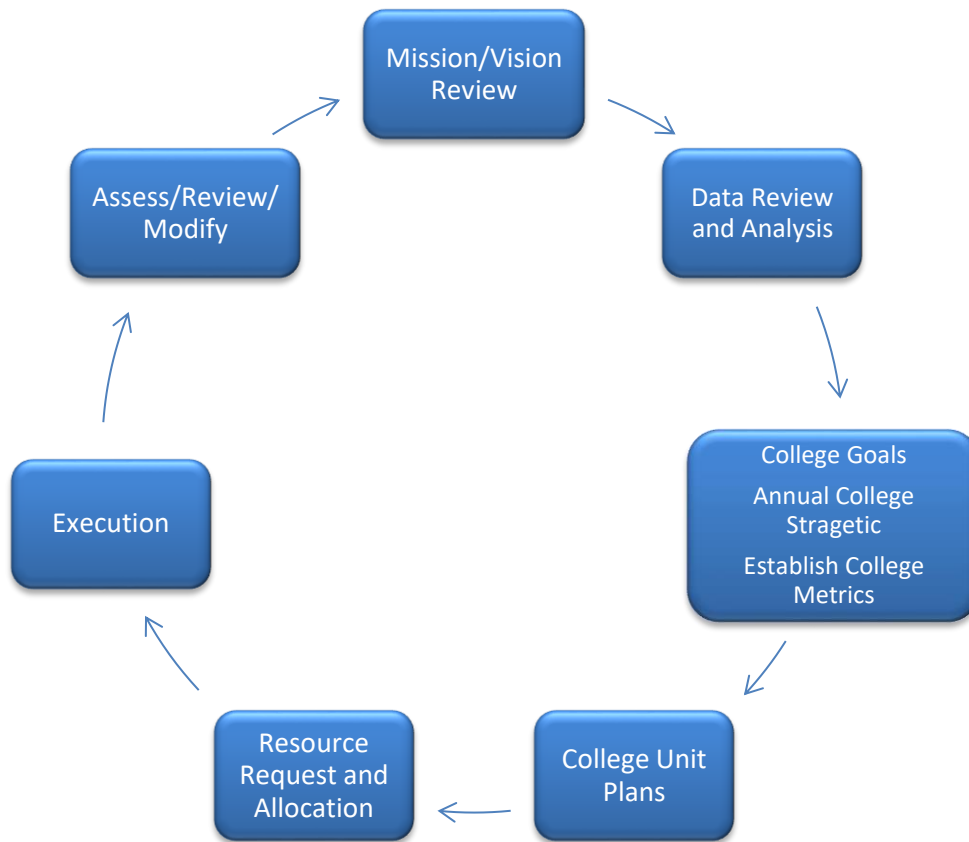 Mission/Vision
Review
Data Review
and Analysis
College Goals
Annual College
Stragetic
Establish College
Metrics
College Unit
Plans
Resource
Request and
Allocation
Execution
Assess/Review/
Modify